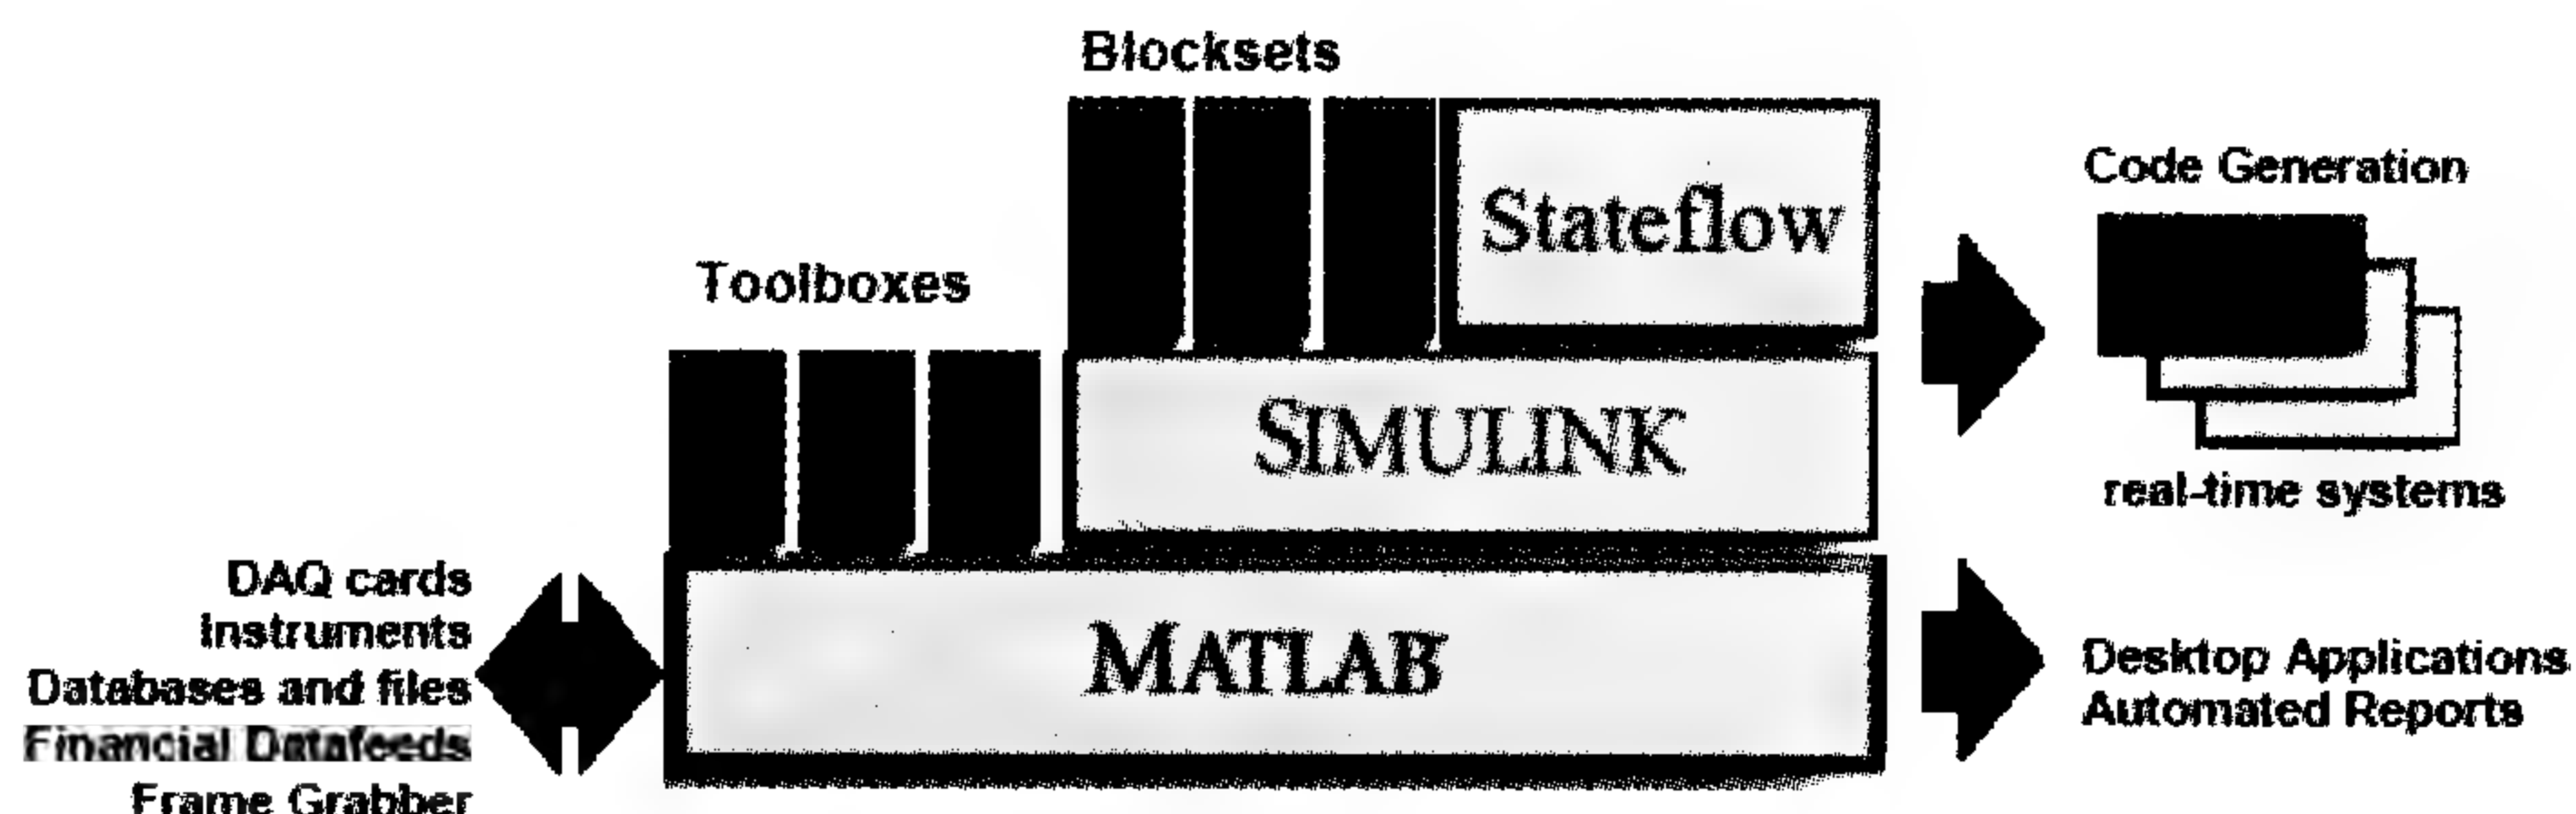 Blocksets
Stateflow
Code Generation
Toolboxes
SIMULINK
real-time systems
DAQ cards
Instruments
Databases and files
Financial Datafeeds
Frame Grabber
MATLAB
Desktop Applications
Automated Reports